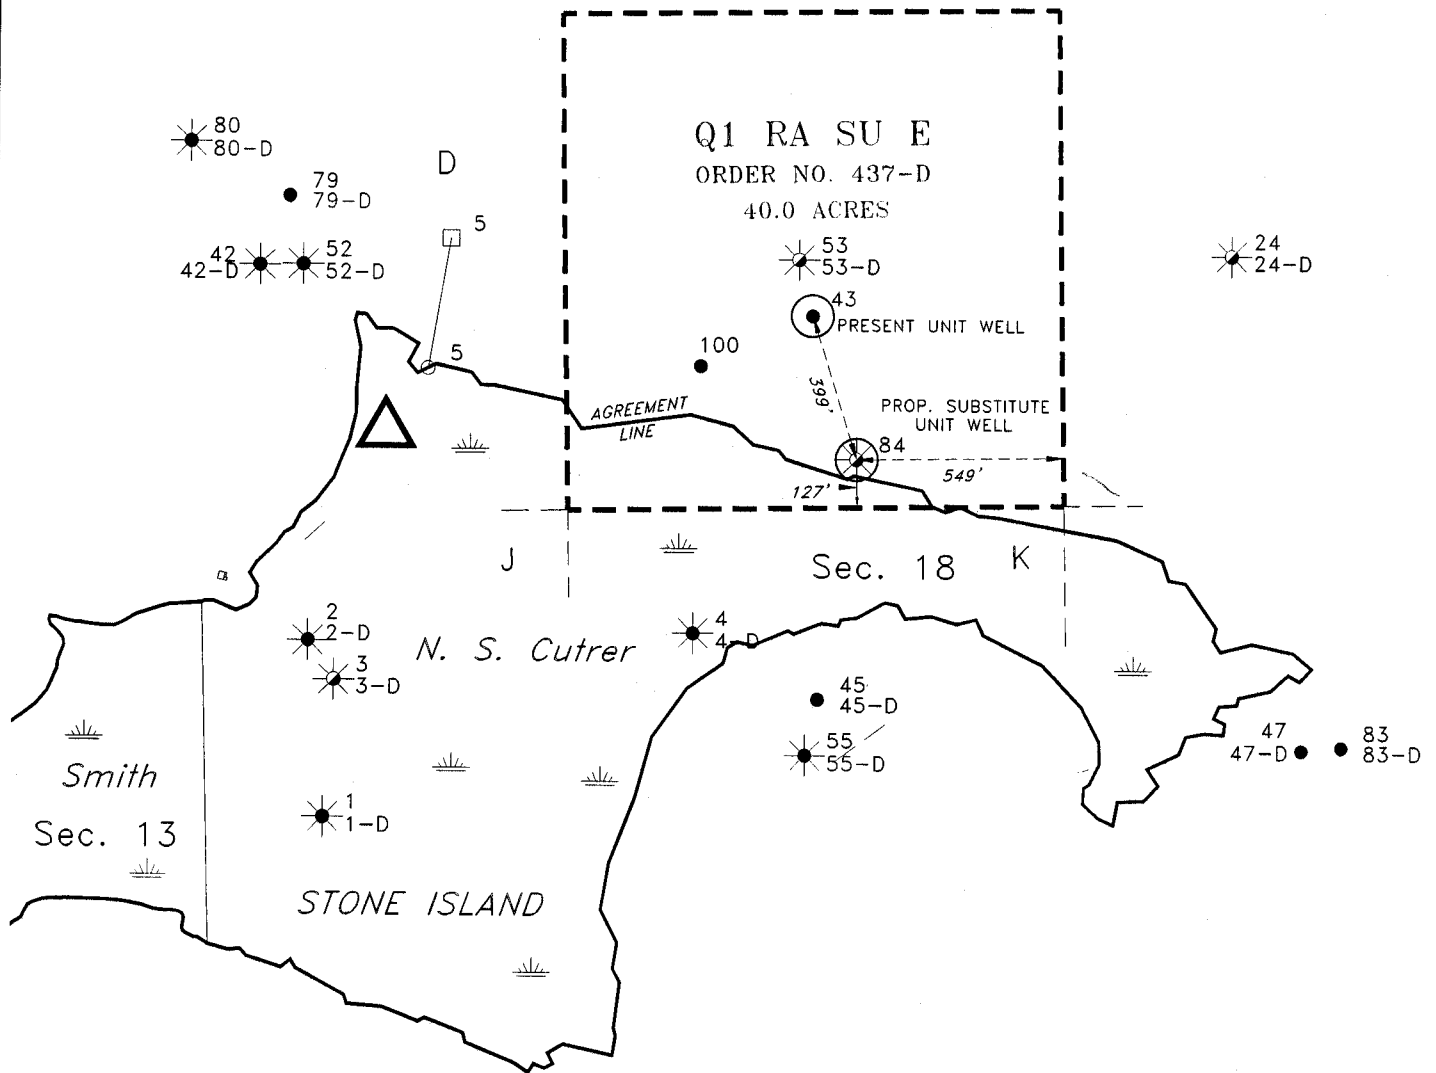 80
80-D
D
79
79-D
5
42
42-D
52
52-D
5
Q1 RA SU E
ORDER NO. 437-D
40.0 ACRES
53
53-D
24
24-D
43
PRESENT UNIT WELL
100
399'
AGREEMENT
LINE
PROP. SUBSTITUTE
UNIT WELL
84
549'
127'
J
Sec. 18
K
2
2-D
N. S. Cutrer
4
4-D
3
3-D
45
45-D
55
55-D
47
47-D
83
83-D
Smith
Sec. 13
1
1-D
STONE ISLAND